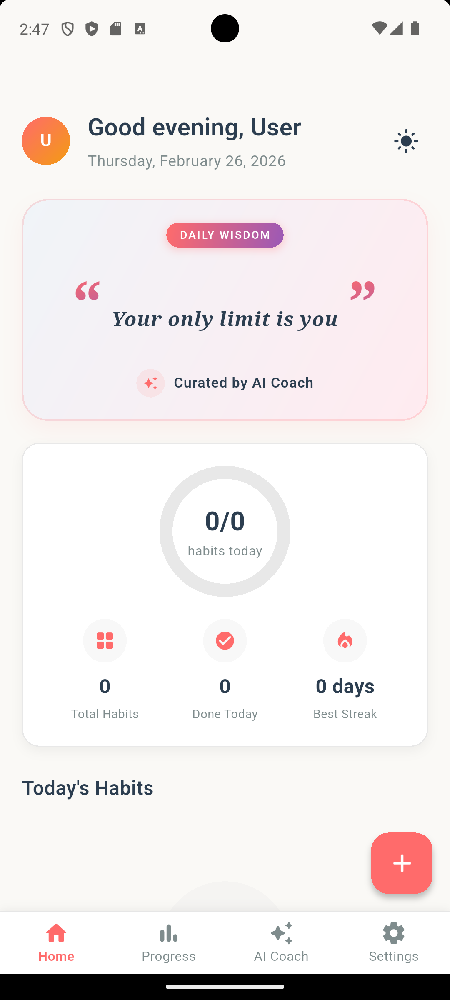 2:47
U
Good evening, User
Thursday, February 26, 2026
DAILY WISDOM
“ ”
Your only limit is you
Curated by AI Coach
0/0
habits today
0 0 0 days
Total Habits Done Today Best Streak
Today's Habits
Home Progress AI Coach Settings